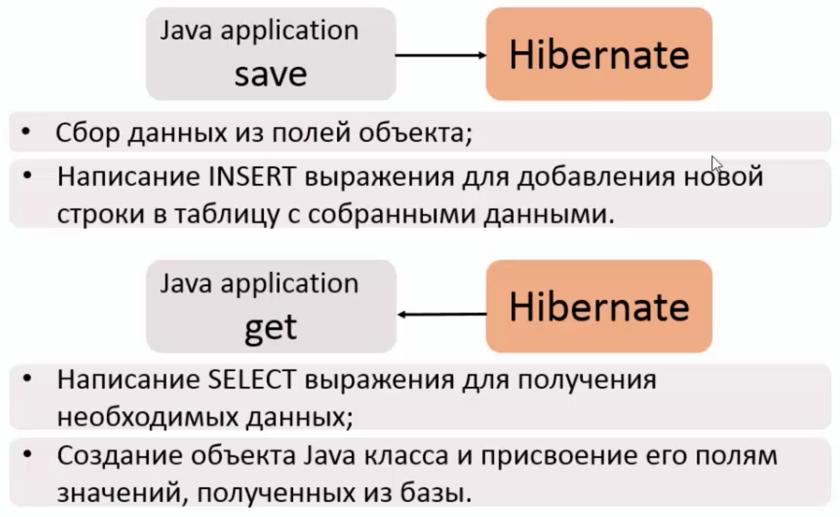 Java application
save
Hibernate
• Сбор данных из полей объекта;
• Написание INSERT выражения для добавления новой
строки в таблицу с собранными данными.
Java application
get
Hibernate
• Написание SELECT выражения для получения
необходимых данных;
• Создание объекта Java класса и присвоение его полям
значений, полученных из базы.